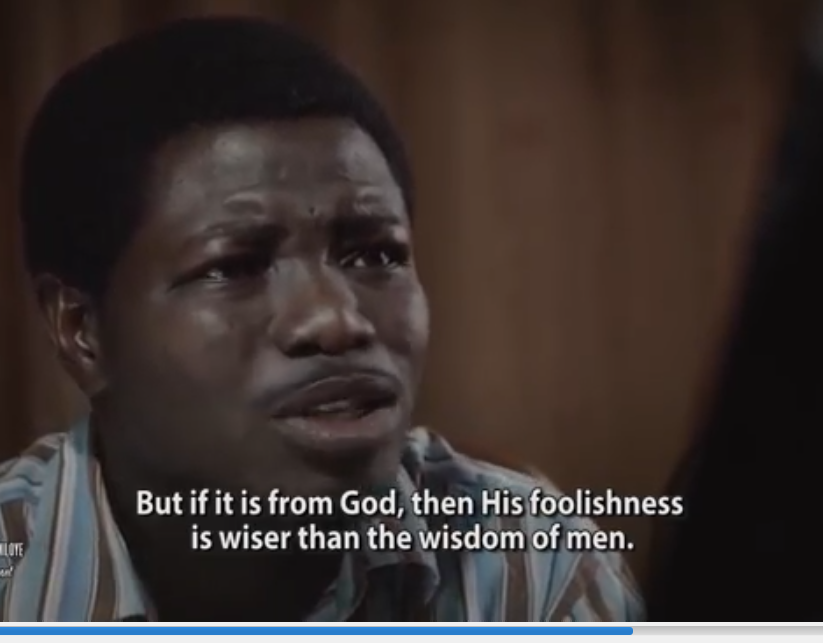 But if it is from God, then His foolishness
is wiser than the wisdom of men.